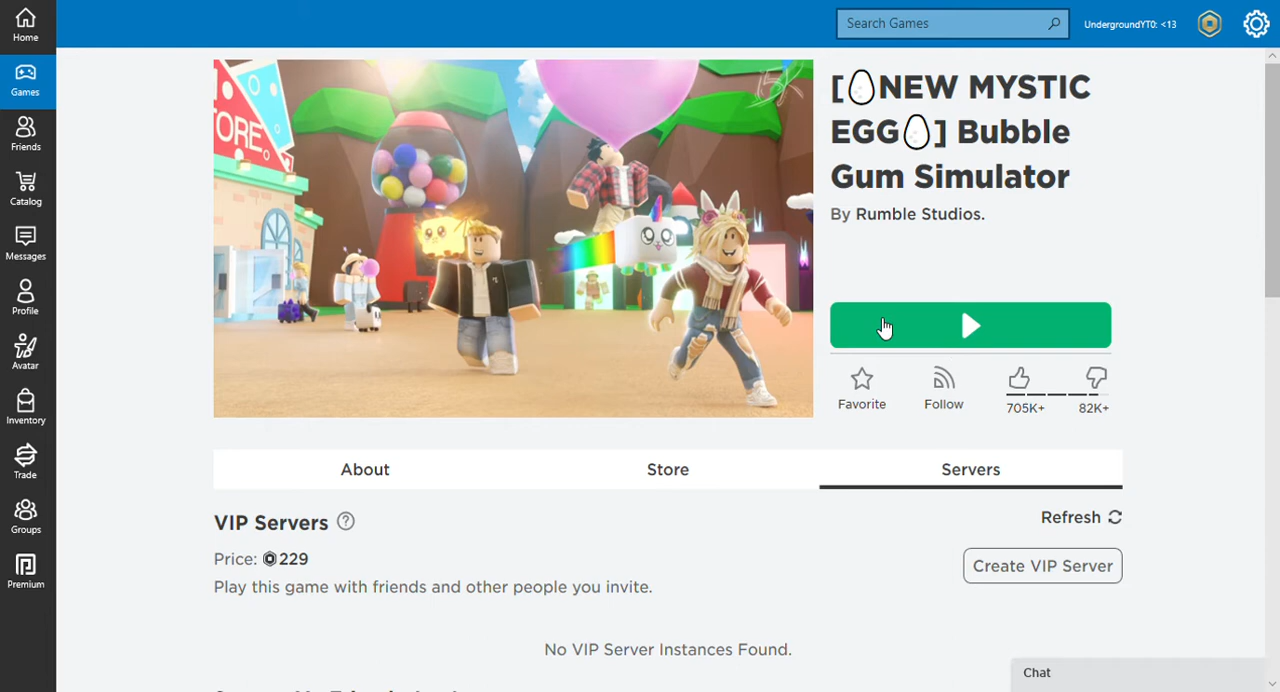 Home
Games
Friends
Catalog
Messages
Profile
Avatar
Inventory
Trade
Groups
Premium
Search Games
UndergroundYT0: <13
ORE
15K
[🥚NEW MYSTIC
EGG🥚] Bubble
Gum Simulator
By Rumble Studios.
Favorite
Follow
705K+
82K+
About
Store
Servers
VIP Servers
Refresh
Price: 229
Create VIP Server
Play this game with friends and other people you invite.
No VIP Server Instances Found.
Chat